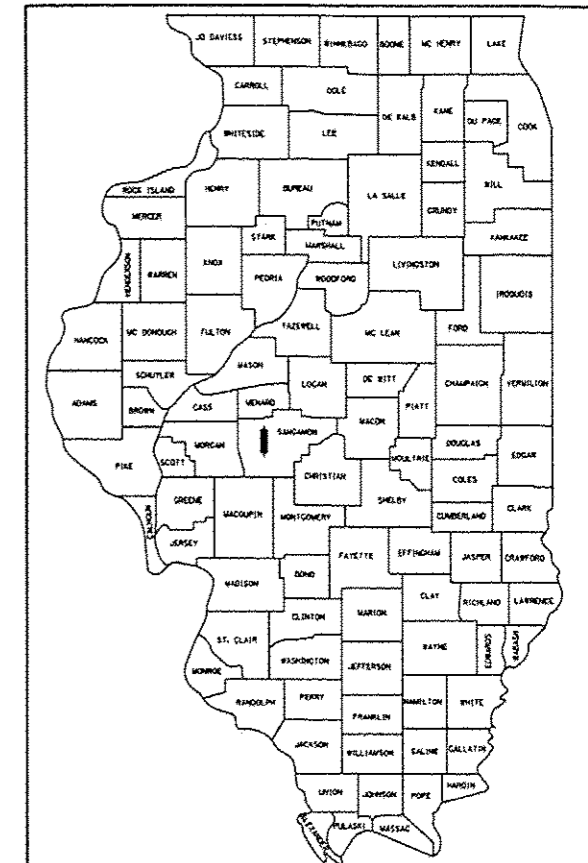 JO DAVIESS STEPHENSON WINNEBAGO BOONE MC HENRY LAKE
CARROLL OGLE DE KALB KANE DU PAGE COOK
WHITESIDE LEE KENDALL WILL
ROCK ISLAND HENRY BUREAU LA SALLE GRUNDY
MERCER PUTNAM KANKAKEE
HENDERSON WARREN KNOX STARK MARSHALL LIVINGSTON
PEORIA WOODFORD IROQUOIS
HANCOCK MC DONOUGH FULTON TAZEWELL MC LEAN FORD
SCHUYLER MASON LOGAN DE WITT CHAMPAIGN VERMILION
ADAMS BROWN CASS MENARD PIATT
PIKE SCOTT MORGAN SANGAMON MACON DOUGLAS EDGAR
CHRISTIAN MOULTRIE COLES
GREENE MACOUPIN MONTGOMERY SHELBY CUMBERLAND CLARK
CALHOUN JERSEY FAYETTE EFFINGHAM JASPER CRAWFORD
MADISON BOND CLAY RICHLAND LAWRENCE
CLINTON MARION
ST. CLAIR WAYNE EDWARDS WABASH
MONROE WASHINGTON JEFFERSON
RANDOLPH PERRY HAMILTON WHITE
FRANKLIN
JACKSON WILLIAMSON SALINE GALLATIN
UNION JOHNSON POPE HARDIN
ALEXANDER PULASKI MASSAC